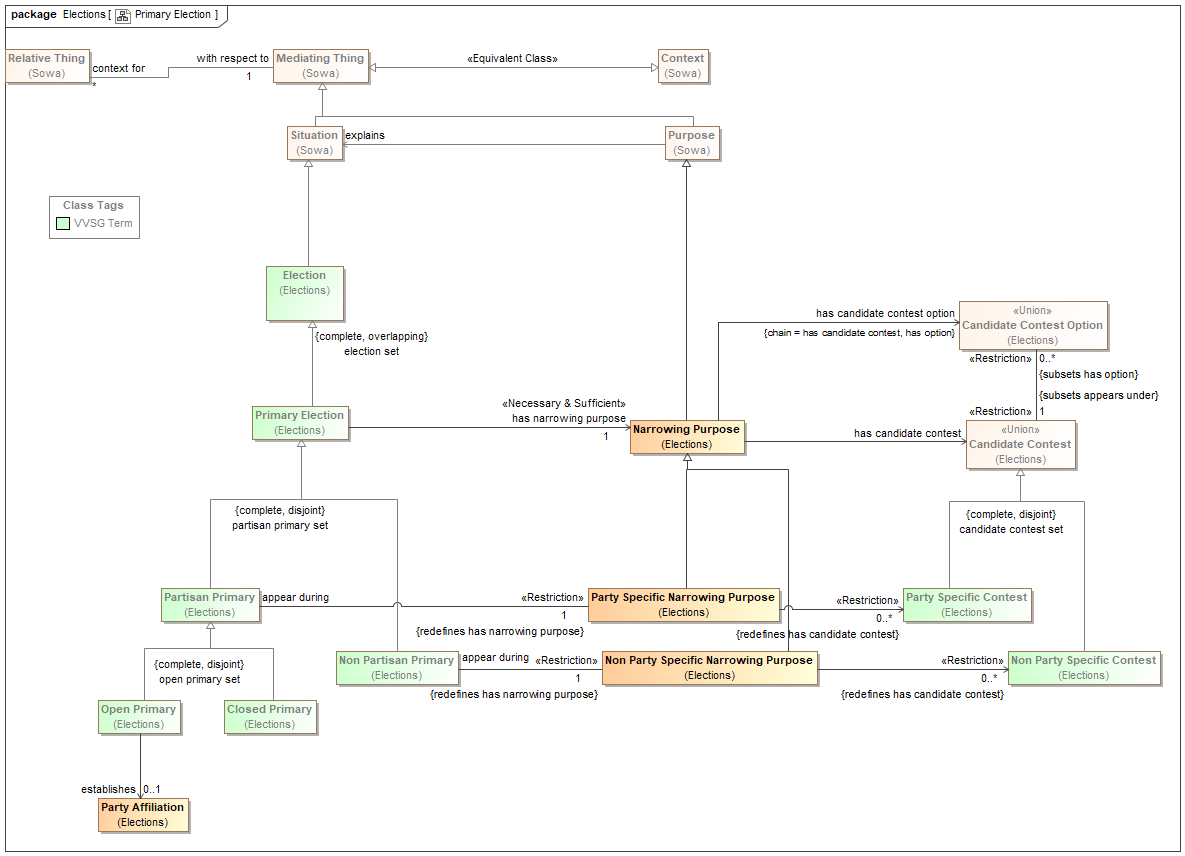 package Elections [ Primary Election ]
Relative Thing
(Sowa)
context for
*
with respect to
1
Mediating Thing
(Sowa)
«Equivalent Class»
Context
(Sowa)
Situation
(Sowa)
explains
Purpose
(Sowa)
Class Tags
VVSG Term
Election
(Elections)
{complete, overlapping}
election set
has candidate contest option
{chain = has candidate contest, has option}
«Union»
Candidate Contest Option
(Elections)
«Restriction»
0..*
{subsets has option}
{subsets appears under}
«Restriction»
1
Primary Election
(Elections)
«Necessary & Sufficient»
has narrowing purpose
1
Narrowing Purpose
(Elections)
has candidate contest
«Union»
Candidate Contest
(Elections)
{complete, disjoint}
partisan primary set
{complete, disjoint}
candidate contest set
Partisan Primary
(Elections)
appear during
«Restriction»
1
{redefines has narrowing purpose}
Party Specific Narrowing Purpose
(Elections)
«Restriction»
0..*
{redefines has candidate contest}
Party Specific Contest
(Elections)
Non Partisan Primary
(Elections)
appear during
«Restriction»
1
{redefines has narrowing purpose}
Non Party Specific Narrowing Purpose
(Elections)
«Restriction»
0..*
{redefines has candidate contest}
Non Party Specific Contest
(Elections)
{complete, disjoint}
open primary set
Open Primary
(Elections)
Closed Primary
(Elections)
establishes
0..1
Party Affiliation
(Elections)